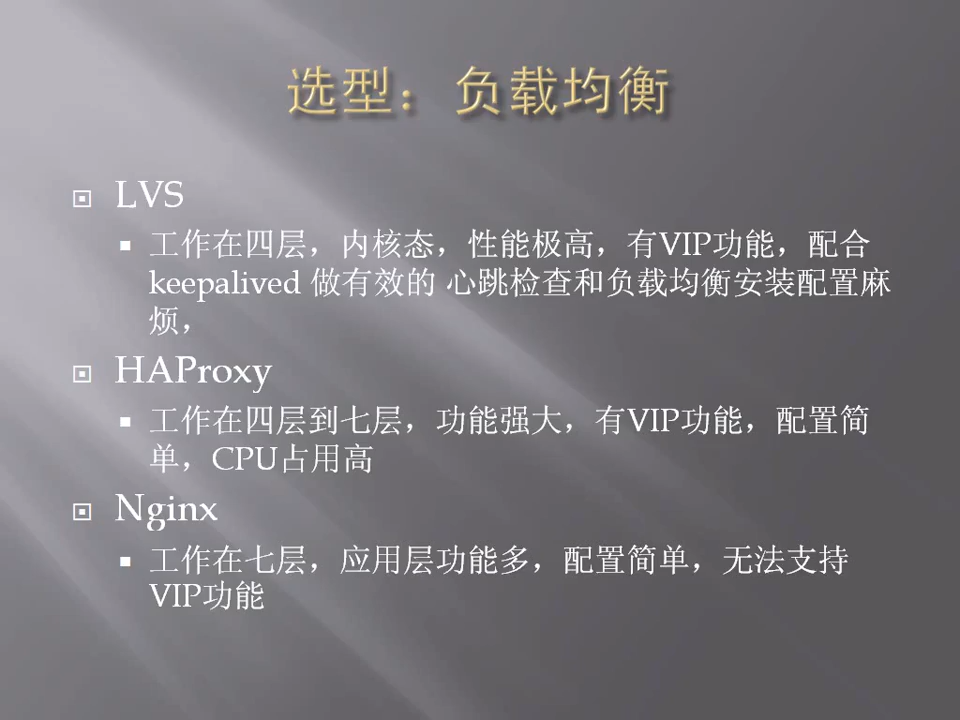 选型：负载均衡
LVS
工作在四层，内核态，性能极高，有VIP功能，配合
keepalived 做有效的 心跳检查和负载均衡安装配置麻
烦，
HAProxy
工作在四层到七层，功能强大，有VIP功能，配置简
单，CPU占用高
Nginx
工作在七层，应用层功能多，配置简单，无法支持
VIP功能